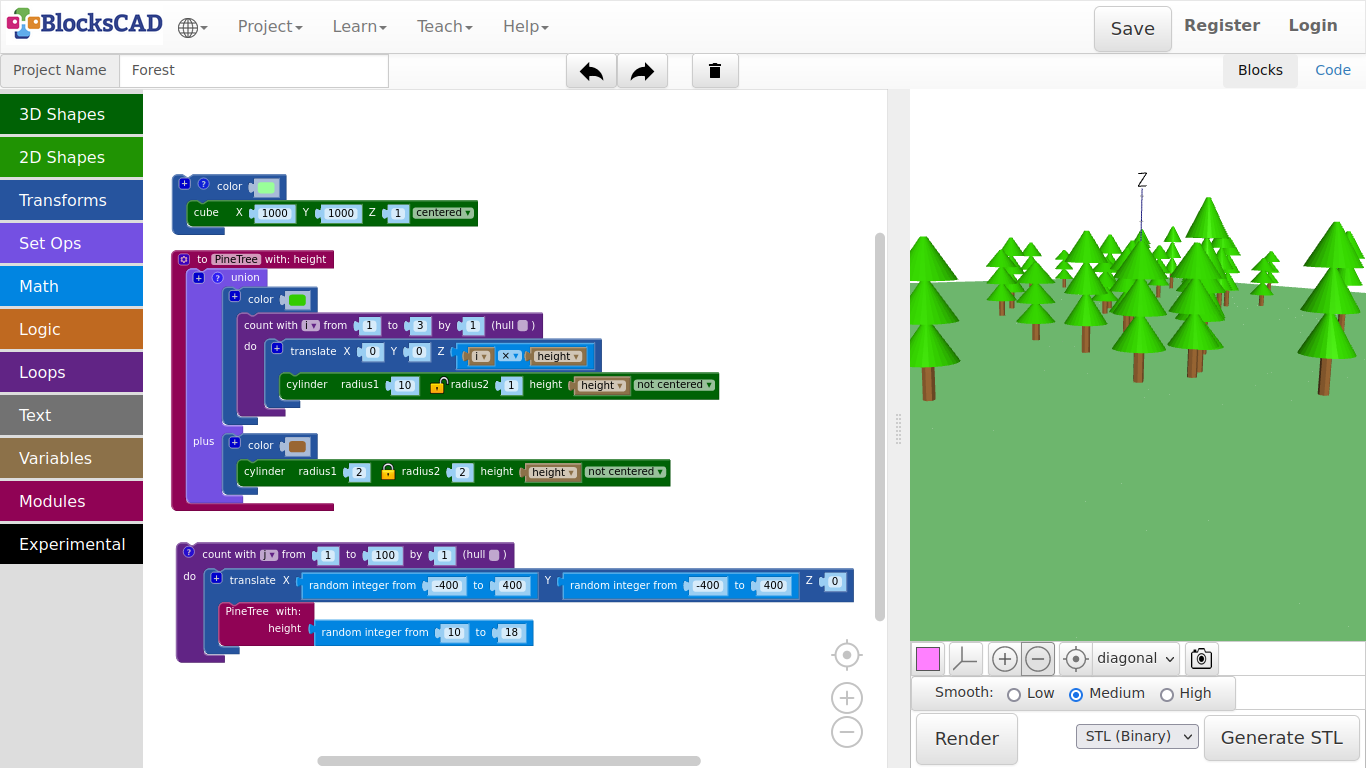 BlocksCAD Project Learn Teach Help Save Register Login
Project Name Forest Blocks Code
3D Shapes
2D Shapes
Transforms
Set Ops
Math
Logic
Loops
Text
Variables
Modules
Experimental
+ ? color
cube X 1000 Y 1000 Z 1 centered
to PineTree with: height
+ ? union
+ color
count with i from 1 to 3 by 1 (hull )
do + translate X 0 Y 0 Z i × height
cylinder radius1 10 radius2 1 height height not centered
plus + color
cylinder radius1 2 radius2 2 height height not centered
? count with j from 1 to 100 by 1 (hull )
do + translate X random integer from -400 to 400 Y random integer from -400 to 400 Z 0
PineTree with:
height random integer from 10 to 18
Z
diagonal
Smooth: Low Medium High
Render STL (Binary) Generate STL